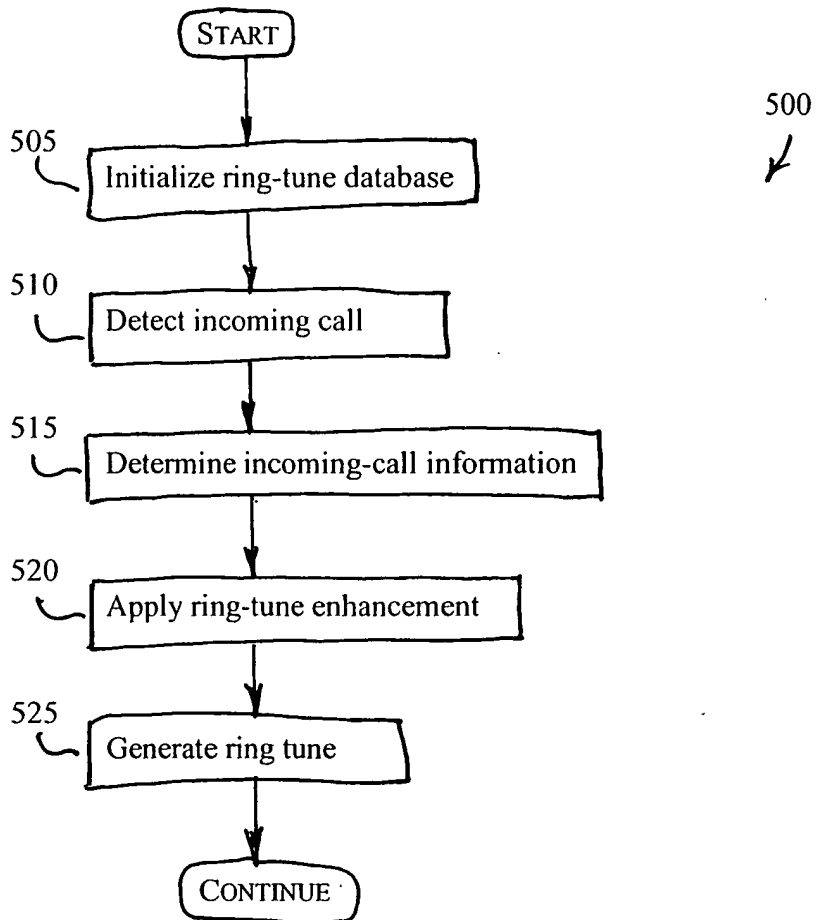 START
500
505
Initialize ring-tune database
510
Detect incoming call
515
Determine incoming-call information
520
Apply ring-tune enhancement
525
Generate ring tune
CONTINUE